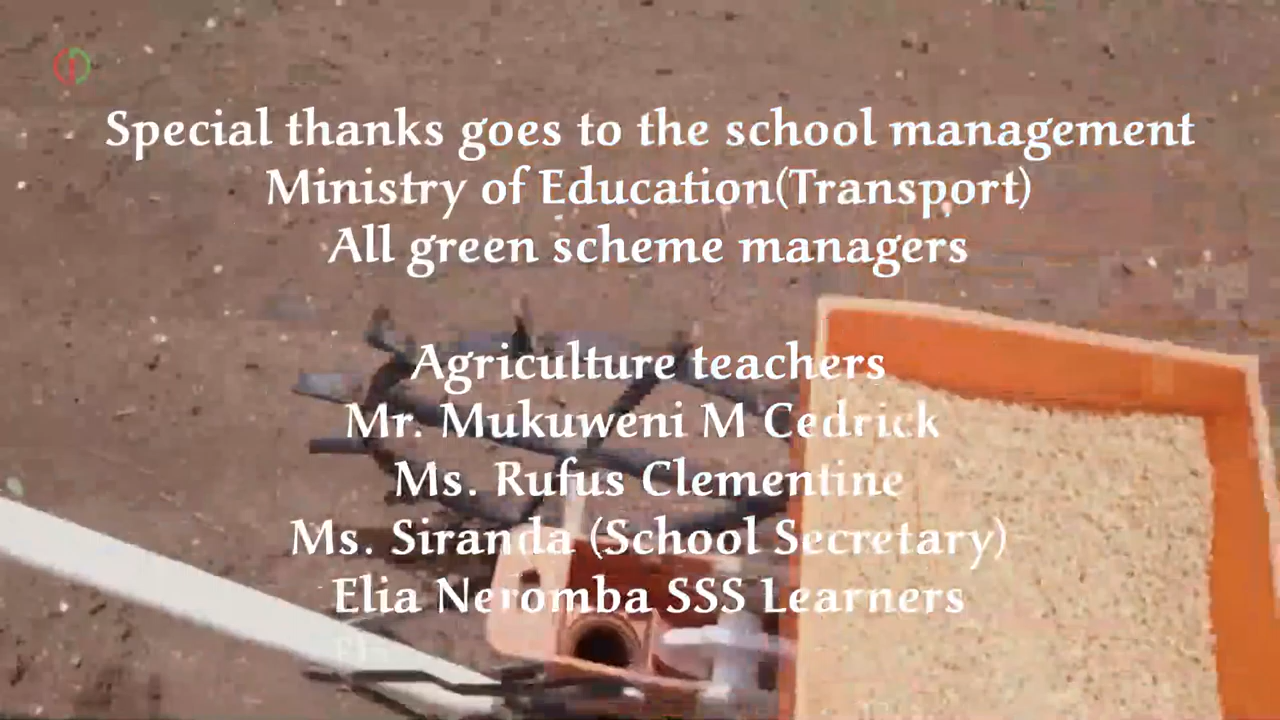 Special thanks goes to the school management
Ministry of Education(Transport)
All green scheme managers
Agriculture teachers
Mr. Mukuweni M Cedrick
Ms. Rufus Clementine
Ms. Siranda (School Secretary)
Elia Neromba SSS Learners